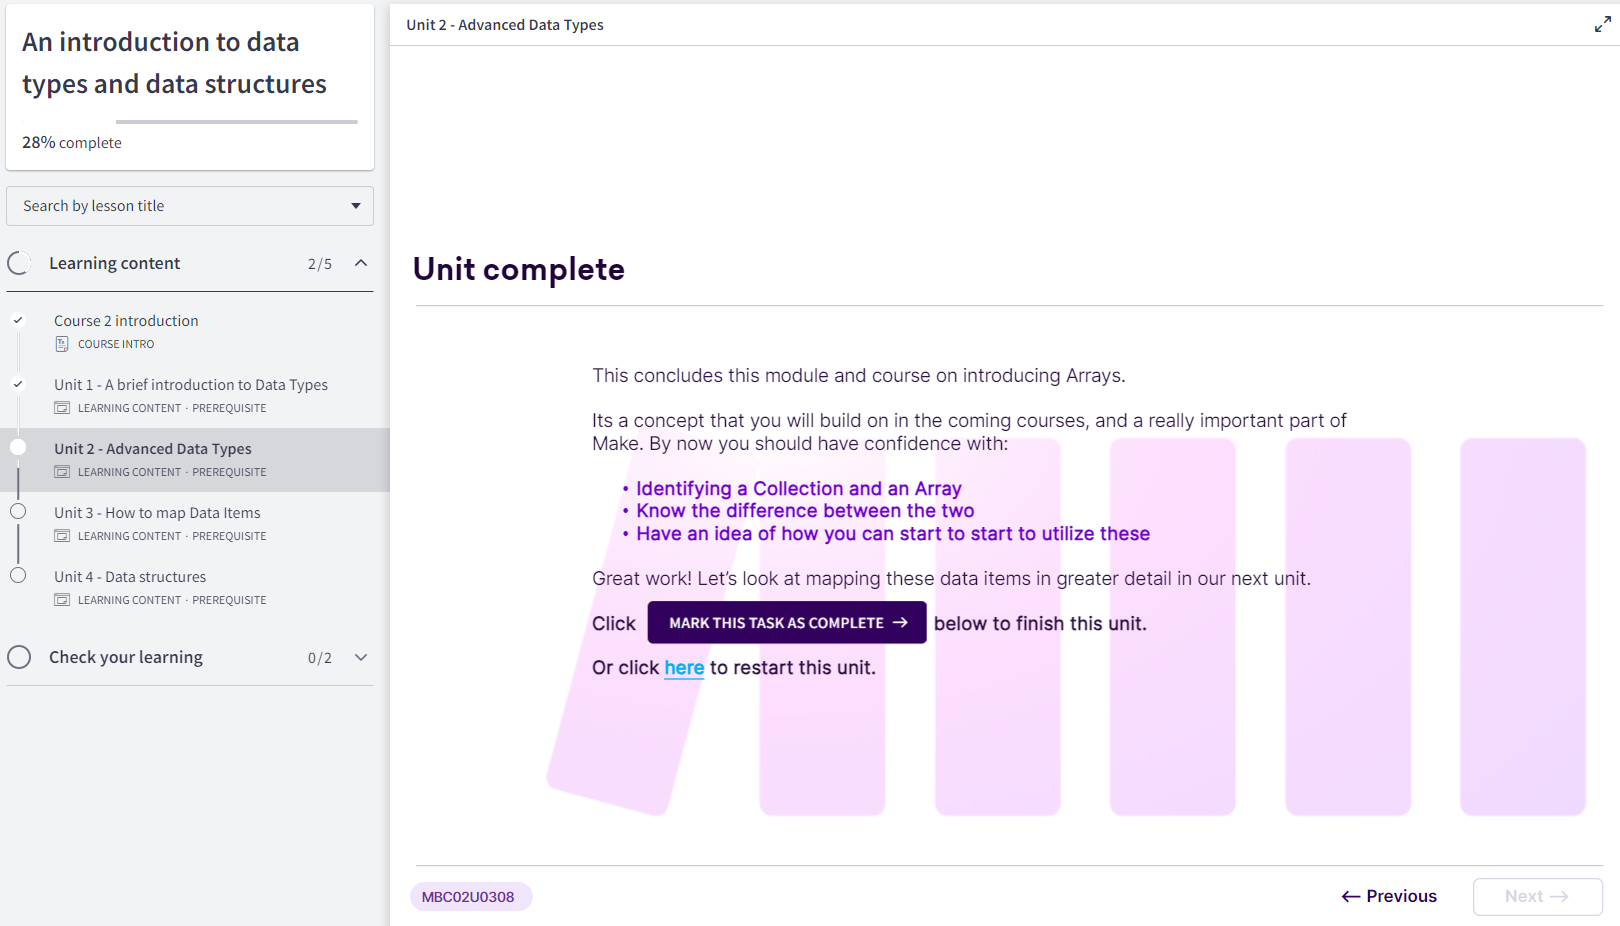 An introduction to data
types and data structures
28% complete
Search by lesson title
Learning content 2/5
Course 2 introduction
COURSE INTRO
Unit 1 - A brief introduction to Data Types
LEARNING CONTENT · PREREQUISITE
Unit 2 - Advanced Data Types
LEARNING CONTENT · PREREQUISITE
Unit 3 - How to map Data Items
LEARNING CONTENT · PREREQUISITE
Unit 4 - Data structures
LEARNING CONTENT · PREREQUISITE
Check your learning 0/2
Unit 2 - Advanced Data Types
Unit complete
This concludes this module and course on introducing Arrays.
Its a concept that you will build on in the coming courses, and a really important part of
Make. By now you should have confidence with:
• Identifying a Collection and an Array
• Know the difference between the two
• Have an idea of how you can start to start to utilize these
Great work! Let's look at mapping these data items in greater detail in our next unit.
Click MARK THIS TASK AS COMPLETE → below to finish this unit.
Or click here to restart this unit.
MBC02U0308
← Previous Next →